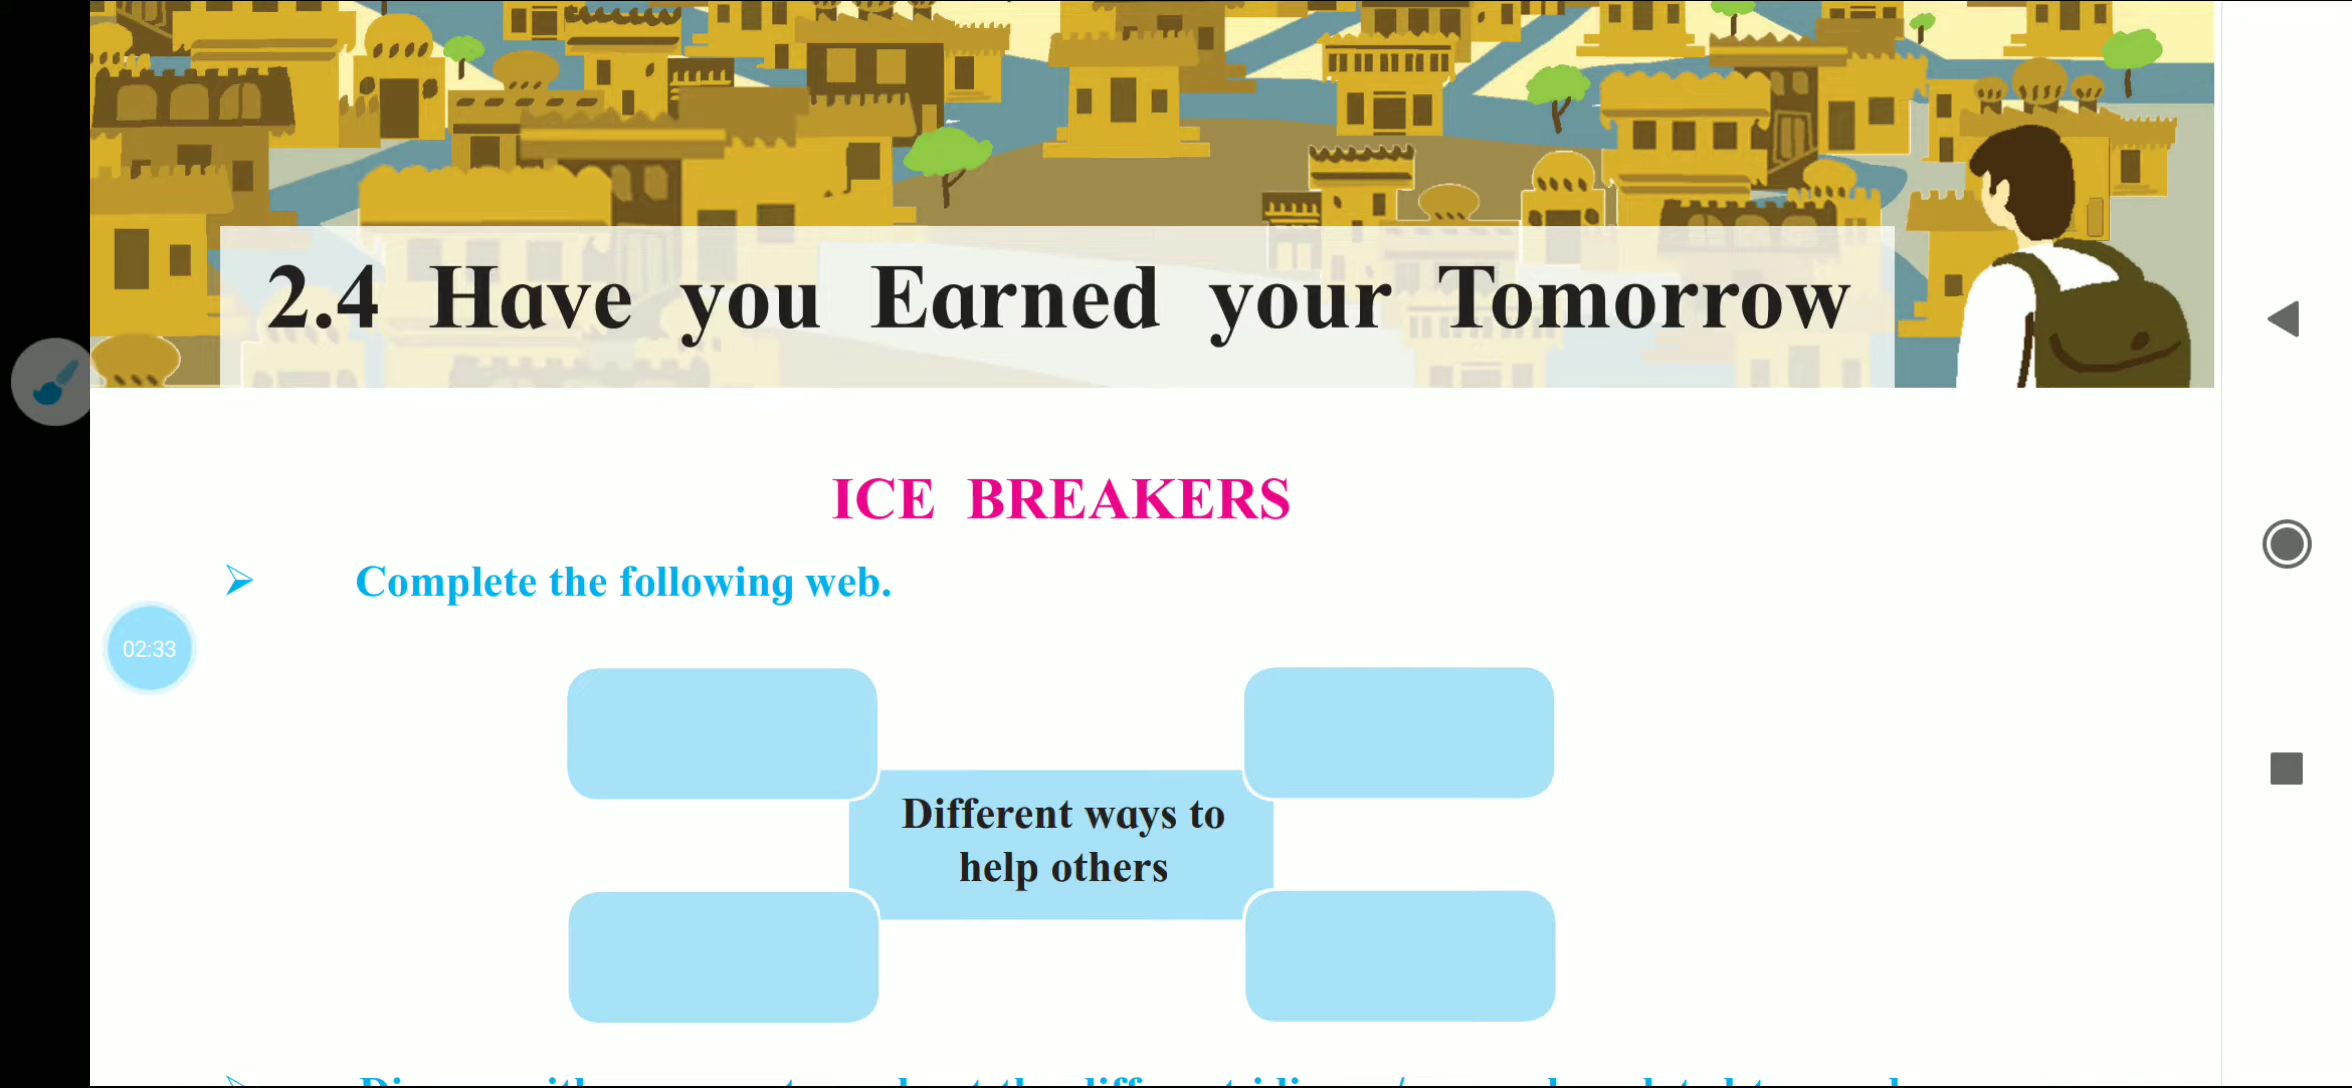 2.4 Have you Earned your Tomorrow
ICE BREAKERS
➢ Complete the following web.
02:33
Different ways to
help others